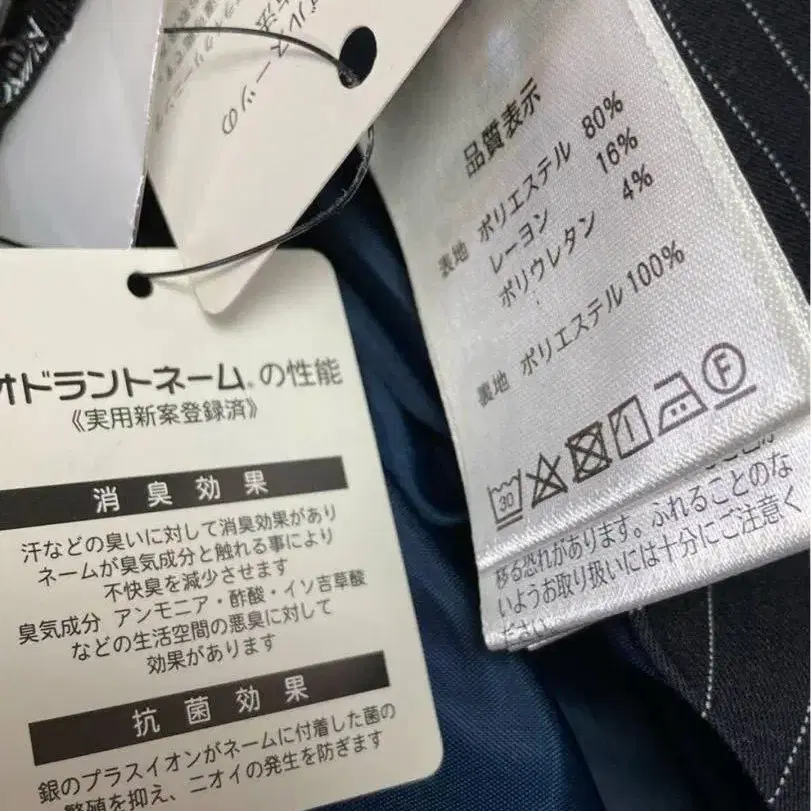 品質表示
表地 ポリエステル 80%
レーヨン 16%
ポリウレタン 4%
裏地 ポリエステル 100%
30
F
移る恐れがあります。ふれることのな
いようお取り扱いには十分にご注意く
ださい
オドラントネーム®の性能
《実用新案登録済》
消臭効果
汗などの臭いに対して消臭効果があり
ネームが臭気成分と触れる事により
不快臭を減少させます
臭気成分 アンモニア・酢酸・イソ吉草酸
などの生活空間の悪臭に対して
効果があります
抗菌効果
銀のプラスイオンがネームに付着した菌の
繁殖を抑え、ニオイの発生を防ぎます